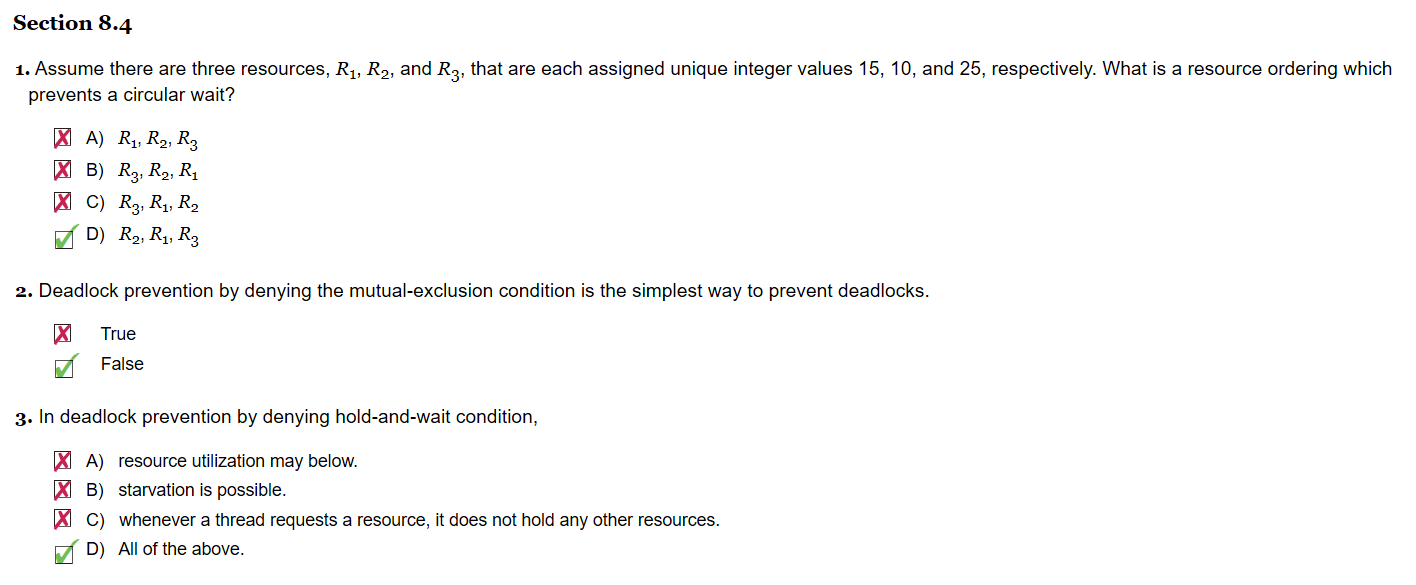 Section 8.4
1. Assume there are three resources, R₁, R₂, and R₃, that are each assigned unique integer values 15, 10, and 25, respectively. What is a resource ordering which
prevents a circular wait?
A) R₁, R₂, R₃
B) R₃, R₂, R₁
C) R₃, R₁, R₂
D) R₂, R₁, R₃
2. Deadlock prevention by denying the mutual-exclusion condition is the simplest way to prevent deadlocks.
True
False
3. In deadlock prevention by denying hold-and-wait condition,
A) resource utilization may below.
B) starvation is possible.
C) whenever a thread requests a resource, it does not hold any other resources.
D) All of the above.